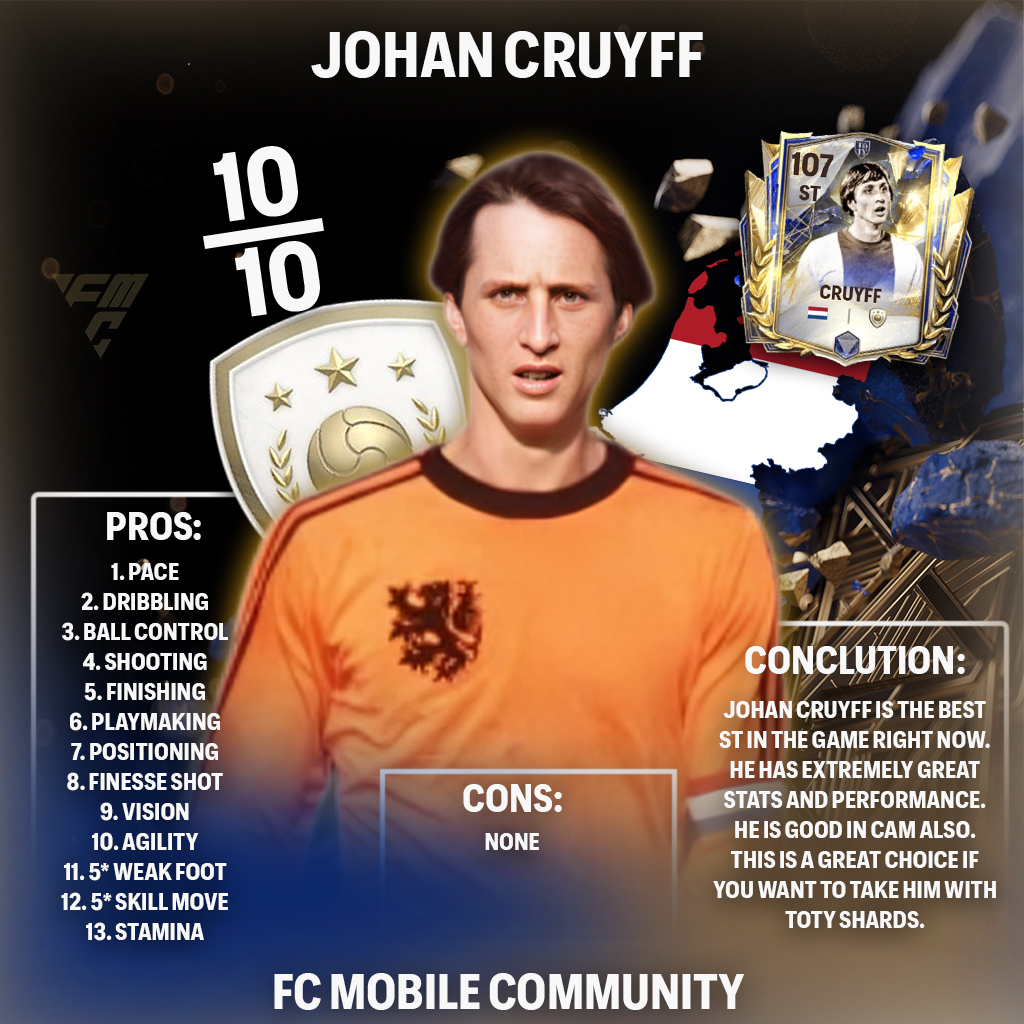 JOHAN CRUYFF
10
10
107
ST
CRUYFF
FMC
PROS:
1. PACE
2. DRIBBLING
3. BALL CONTROL
4. SHOOTING
5. FINISHING
6. PLAYMAKING
7. POSITIONING
8. FINESSE SHOT
9. VISION
10. AGILITY
11. 5* WEAK FOOT
12. 5* SKILL MOVE
13. STAMINA
CONS:
NONE
CONCLUTION:
JOHAN CRUYFF IS THE BEST
ST IN THE GAME RIGHT NOW.
HE HAS EXTREMELY GREAT
STATS AND PERFORMANCE.
HE IS GOOD IN CAM ALSO.
THIS IS A GREAT CHOICE IF
YOU WANT TO TAKE HIM WITH
TOTY SHARDS.
FC MOBILE COMMUNITY